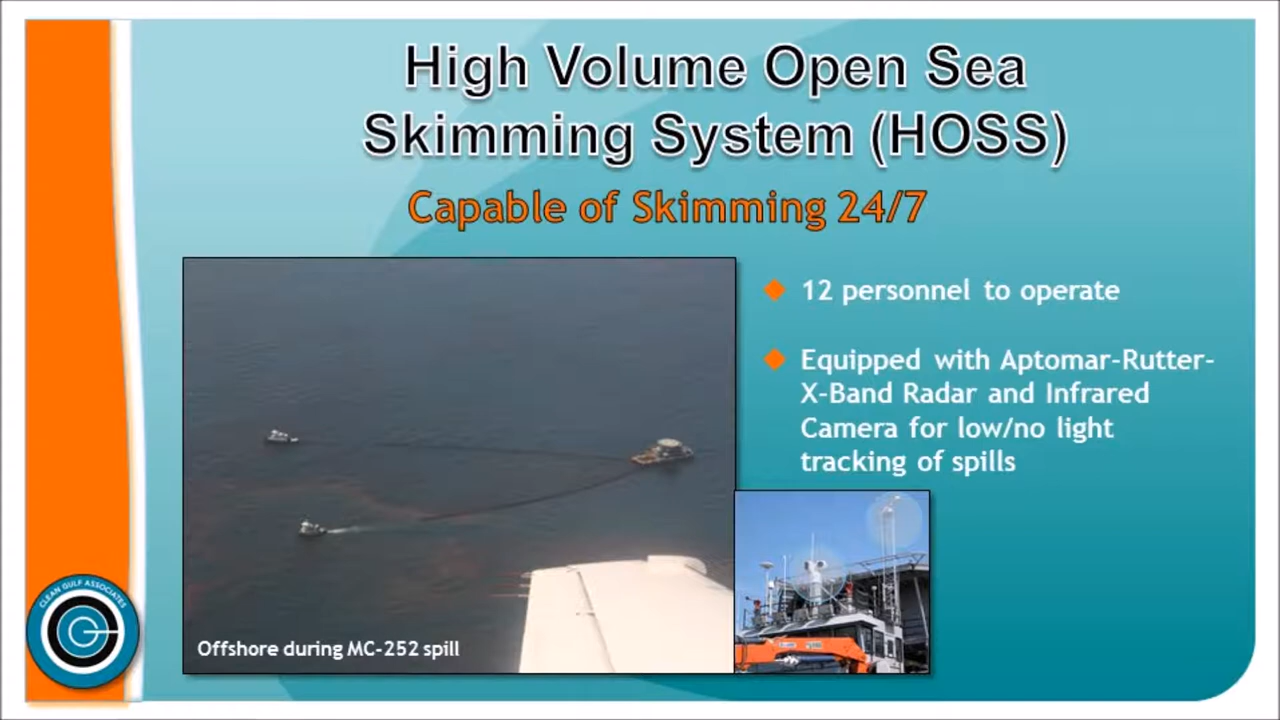 High Volume Open Sea
Skimming System (HOSS)
Capable of Skimming 24/7
12 personnel to operate
Equipped with Aptomar-Rutter-
X-Band Radar and Infrared
Camera for low/no light
tracking of spills
Offshore during MC-252 spill
CLEAN GULF ASSOCIATES